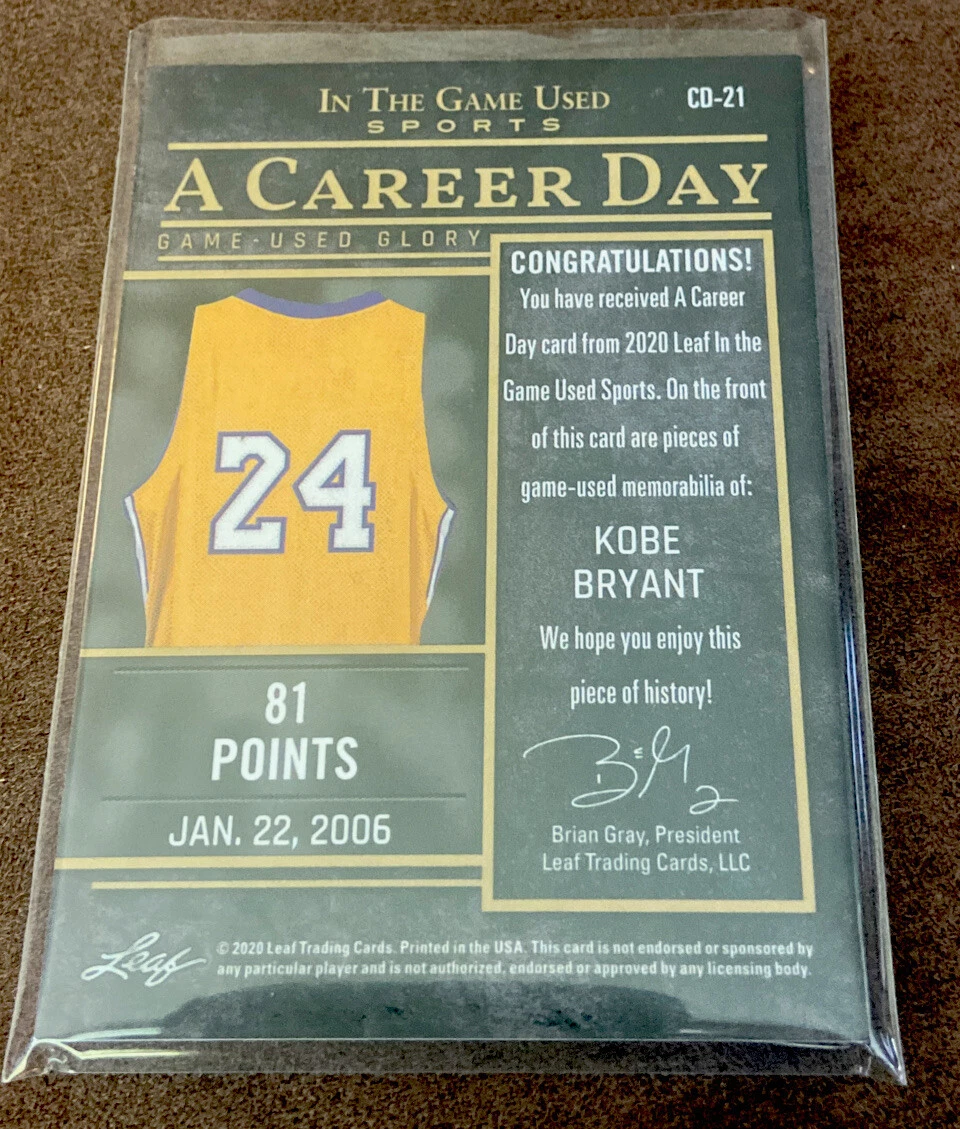 IN THE GAME USED
SPORTS
CD-21
A CAREER DAY
GAME-USED GLORY
24
81
POINTS
JAN. 22, 2006
CONGRATULATIONS!
You have received A Career
Day card from 2020 Leaf In the
Game Used Sports. On the front
of this card are pieces of
game-used memorabilia of:
KOBE
BRYANT
We hope you enjoy this
piece of history!
Brian Gray, President
Leaf Trading Cards, LLC
Leaf
© 2020 Leaf Trading Cards. Printed in the USA. This card is not endorsed or sponsored by
any particular player and is not authorized, endorsed or approved by any licensing body.